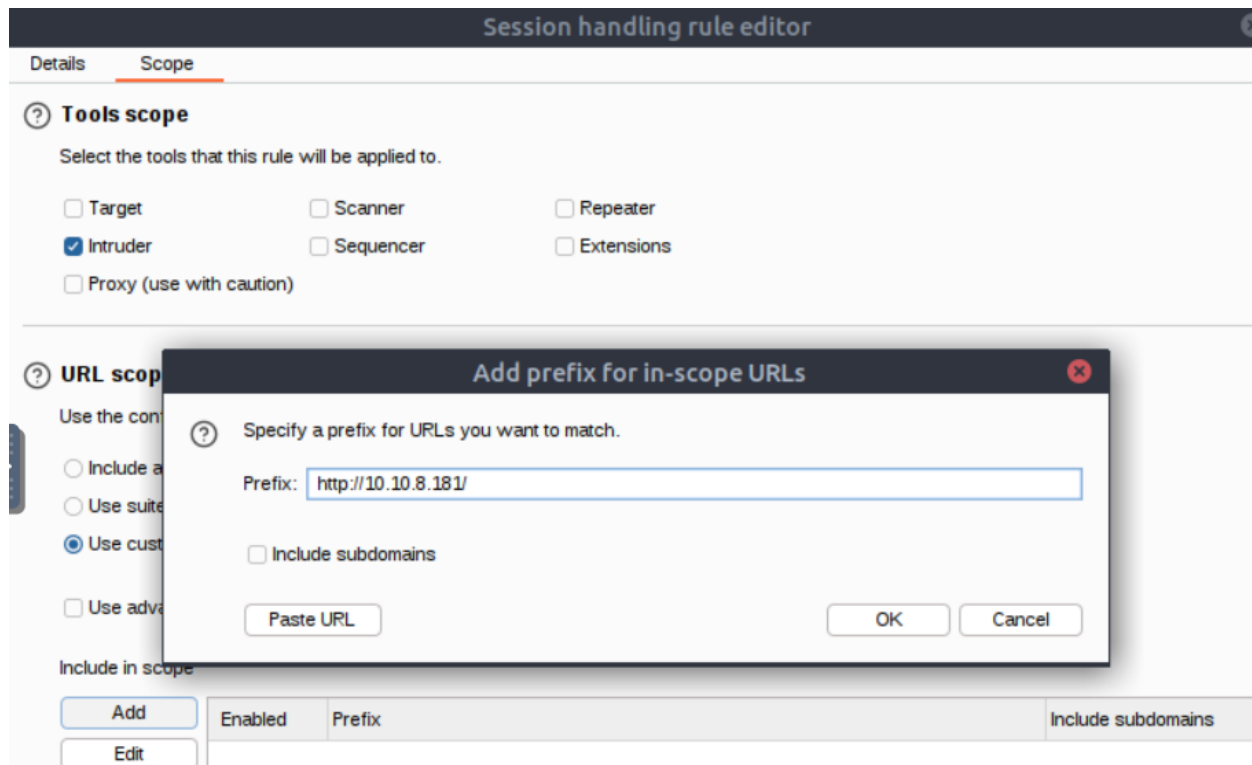 Session handling rule editor
Details Scope
Tools scope
Select the tools that this rule will be applied to.
Target Scanner Repeater
Intruder Sequencer Extensions
Proxy (use with caution)
URL scop
Use the con
Include a
Use suite
Use cust
Use adva
Add prefix for in-scope URLs
Specify a prefix for URLs you want to match.
Prefix: http://10.10.8.181/
Include subdomains
Paste URL OK Cancel
Include in scope
Add Enabled Prefix Include subdomains
Edit